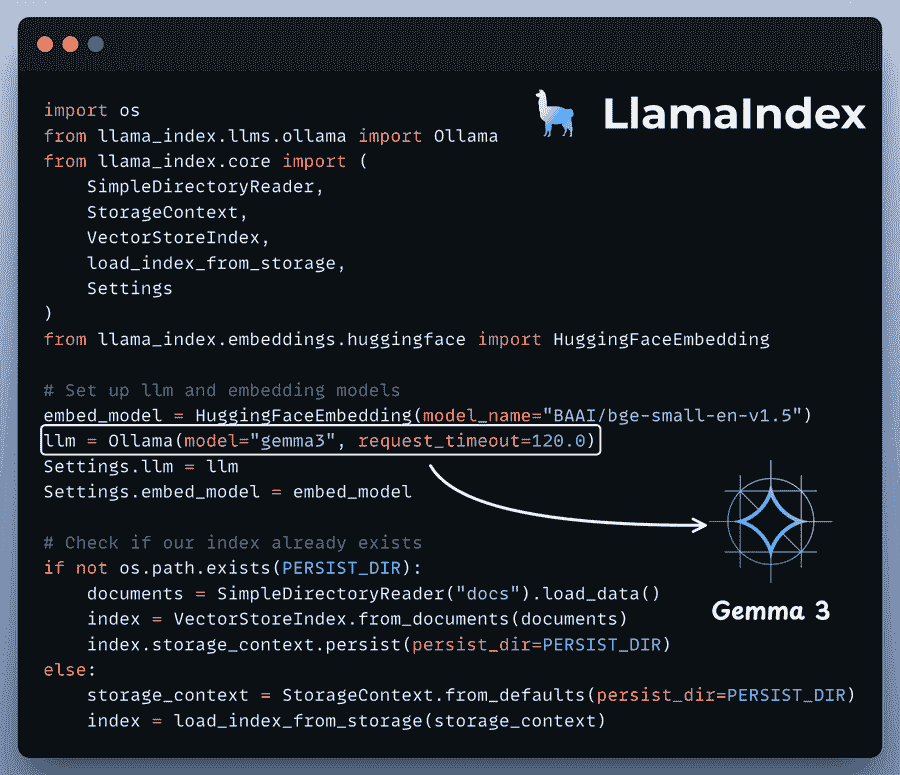 LlamaIndex
import os
from llama_index.llms.ollama import Ollama
from llama_index.core import (
    SimpleDirectoryReader,
    StorageContext,
    VectorStoreIndex,
    load_index_from_storage,
    Settings
)
from llama_index.embeddings.huggingface import HuggingFaceEmbedding

# Set up llm and embedding models
embed_model = HuggingFaceEmbedding(model_name="BAAI/bge-small-en-v1.5")
llm = Ollama(model="gemma3", request_timeout=120.0)
Settings.llm = llm
Settings.embed_model = embed_model

# Check if our index already exists
if not os.path.exists(PERSIST_DIR):
    documents = SimpleDirectoryReader("docs").load_data()
    index = VectorStoreIndex.from_documents(documents)
    index.storage_context.persist(persist_dir=PERSIST_DIR)
else:
    storage_context = StorageContext.from_defaults(persist_dir=PERSIST_DIR)
    index = load_index_from_storage(storage_context)
Gemma 3